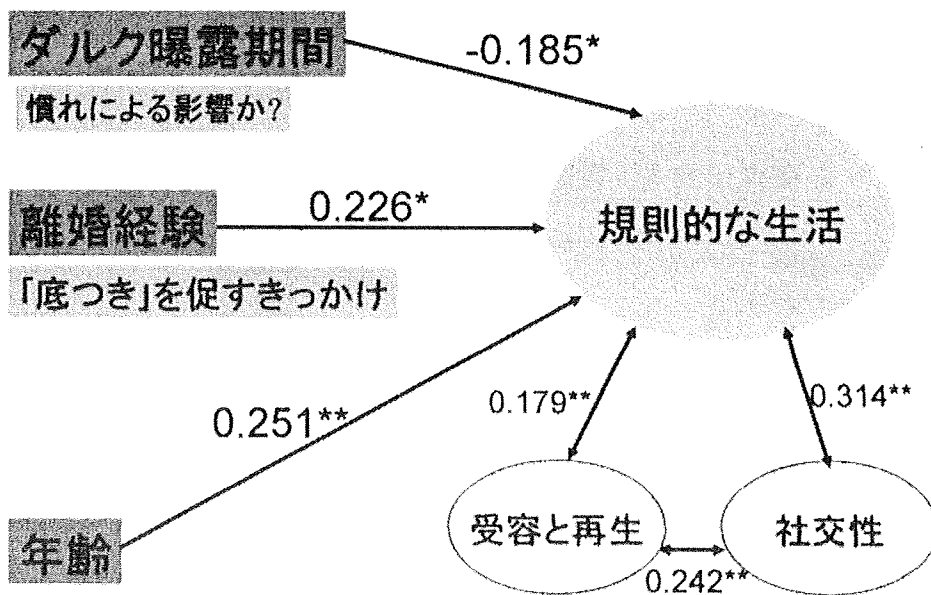 ダルク曝露期間
-0.185*
慣れによる影響か?
離婚経験
0.226*
規則的な生活
「底つき」を促すきっかけ
0.251**
0.179**
0.314**
年齢
受容と再生
社交性
0.242**